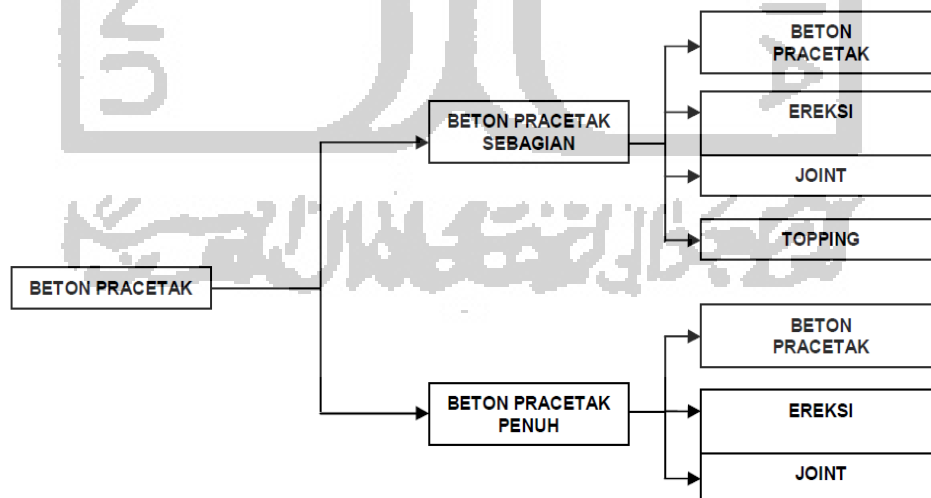 BETON
PRACETAK
BETON PRACETAK
SEBAGIAN
EREKSI
JOINT
TOPPING
BETON PRACETAK
BETON
PRACETAK
BETON PRACETAK
PENUH
EREKSI
JOINT